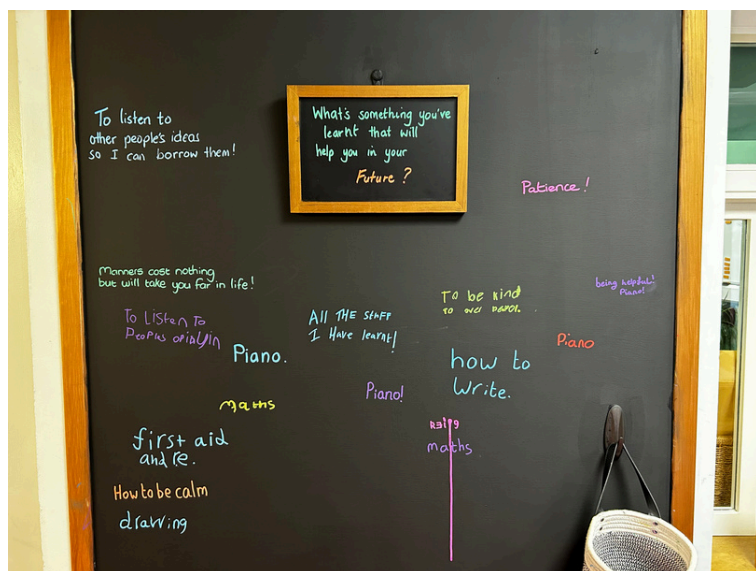 What's something you've
learnt that will
help you in your
Future?
To listen to
other people's ideas
so I can borrow them!
Patience!
Manners cost nothing
but will take you far in life!
being helpful!
Piano!
To be kind
to
To Listen To
Peoples
All THE Stuff
I Have learnt!
Piano.
Piano
how to
Write.
Piano!
maths
maths
first aid
and re.
How to be calm
drawing